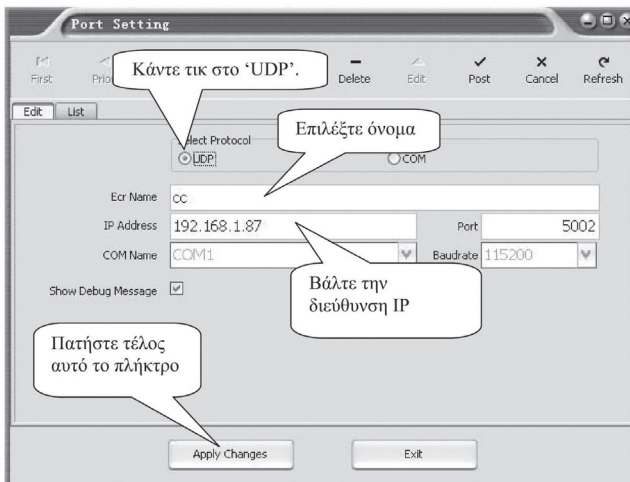 Port Setting
First
Prior
Delete
Edit
Post
Cancel
Refresh
Κάντε τικ στο ‘UDP’.
Edit
List
Επιλέξτε όνομα
Select Protocol
UDP
COM
Ecr Name
cc
IP Address
192.168.1.87
Port
5002
COM Name
COM1
Baudrate
115200
Βάλτε την
διεύθυνση IP
Show Debug Message
Πατήστε τέλος
αυτό το πλήκτρο
Apply Changes
Exit